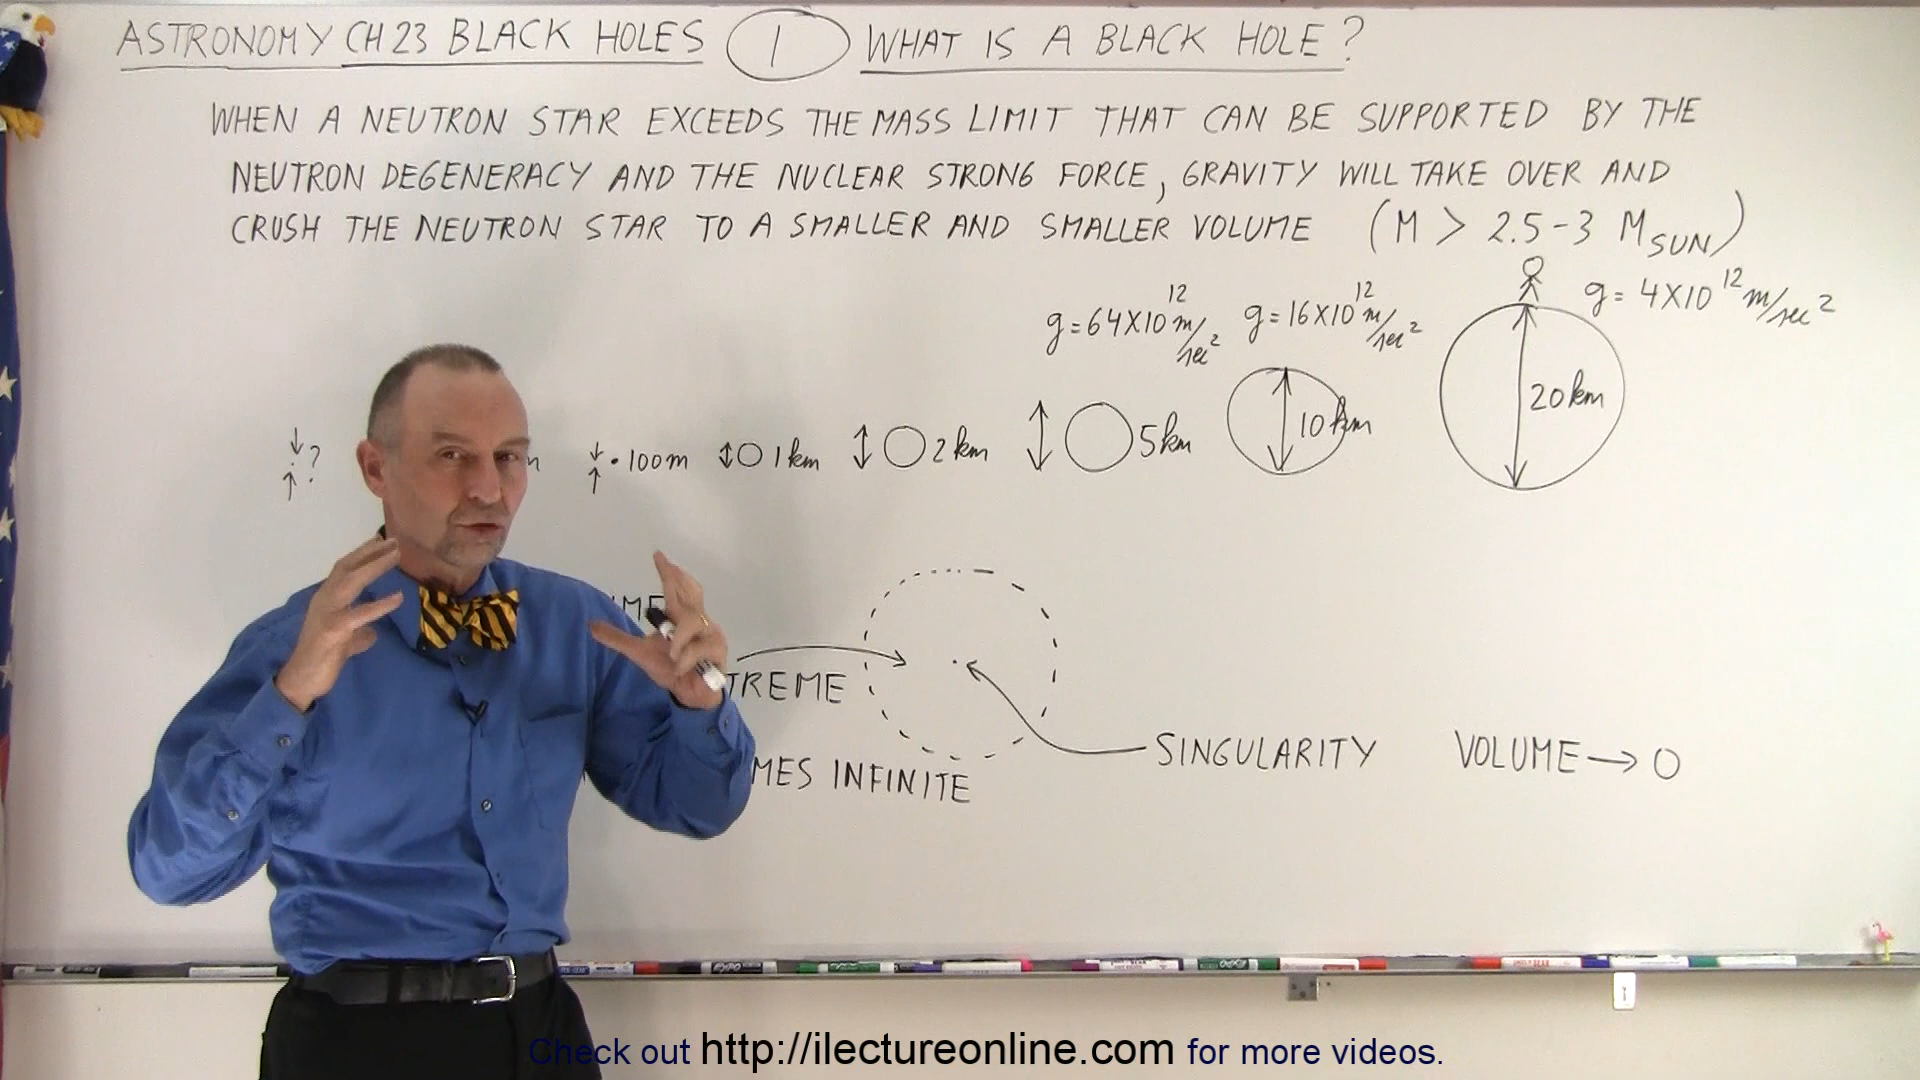 ASTRONOMY CH 23 BLACK HOLES 1 WHAT IS A BLACK HOLE?
WHEN A NEUTRON STAR EXCEEDS THE MASS LIMIT THAT CAN BE SUPPORTED BY THE
NEUTRON DEGENERACY AND THE NUCLEAR STRONG FORCE, GRAVITY WILL TAKE OVER AND
CRUSH THE NEUTRON STAR TO A SMALLER AND SMALLER VOLUME (M > 2.5-3 M_SUN)
g=64X10^12 m/sec^2 g=16X10^12 m/sec^2 g=4X10^12 m/sec^2
? 100m 1km 2km 5km 10km 20km
SINGULARITY VOLUME → 0
INFINITE
Check out http://ilectureonline.com for more videos.